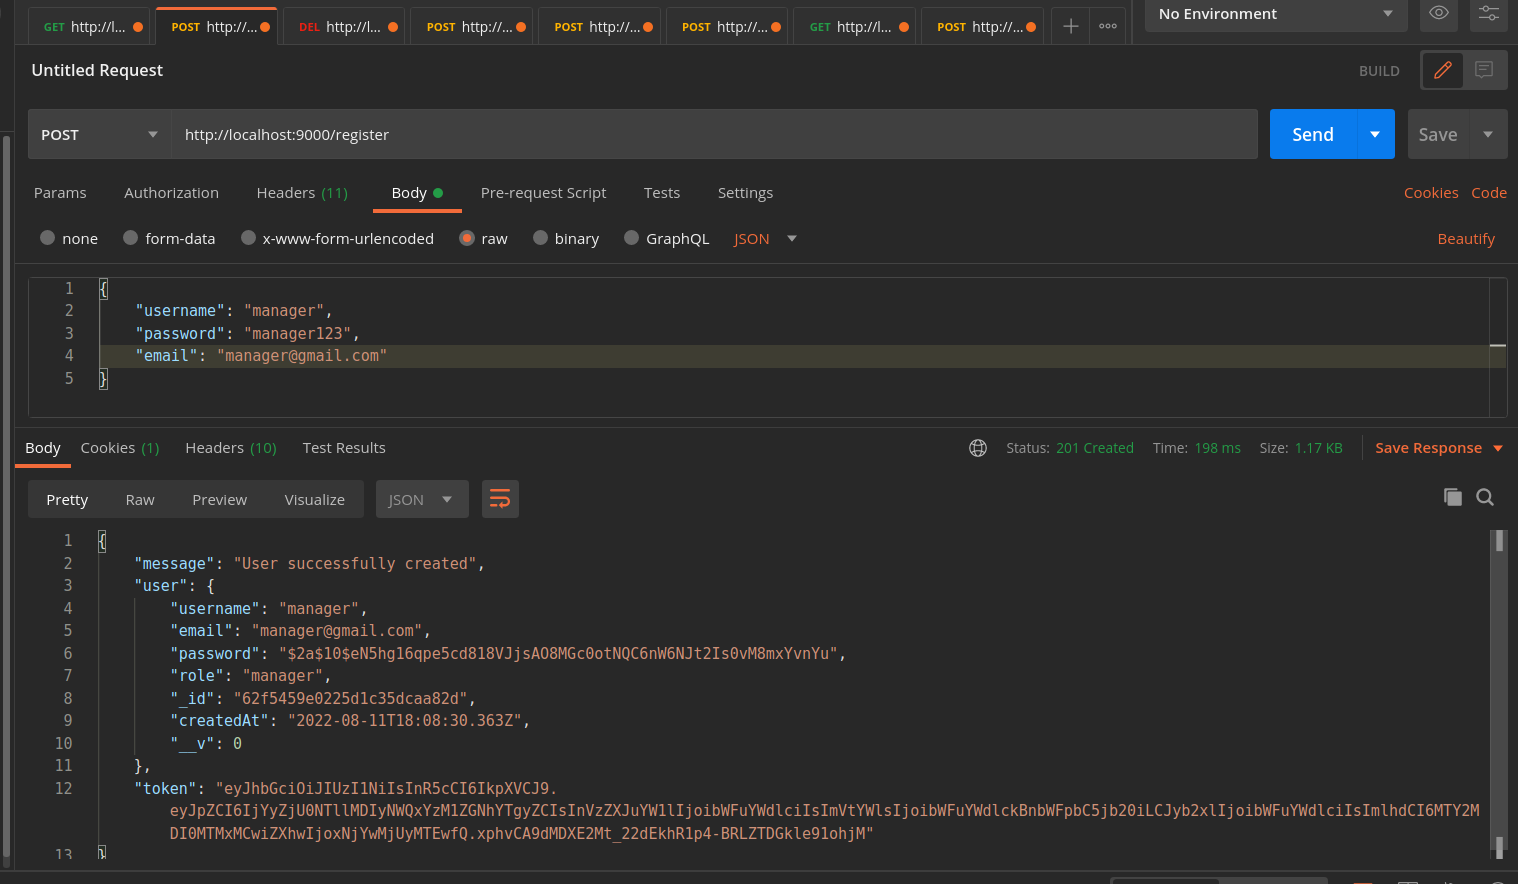 GET http://l... POST http://... DEL http://l... POST http://... POST http://... POST http://... GET http://l... POST http://... No Environment
Untitled Request BUILD
POST http://localhost:9000/register Send Save
Params Authorization Headers (11) Body Pre-request Script Tests Settings Cookies Code
none form-data x-www-form-urlencoded raw binary GraphQL JSON Beautify
1 {
2 "username": "manager",
3 "password": "manager123",
4 "email": "manager@gmail.com"
5 }
Body Cookies (1) Headers (10) Test Results Status: 201 Created Time: 198 ms Size: 1.17 KB Save Response
Pretty Raw Preview Visualize JSON
1 {
2 "message": "User successfully created",
3 "user": {
4 "username": "manager",
5 "email": "manager@gmail.com",
6 "password": "$2a$10$eN5hg16qpe5cd818VJjsAO8MGc0otNQC6nW6NJt2Is0vM8mxYvnYu",
7 "role": "manager",
8 "_id": "62f5459e0225d1c35dcaa82d",
9 "createdAt": "2022-08-11T18:08:30.363Z",
10 "__v": 0
11 },
12 "token": "eyJhbGciOiJIUzI1NiIsInR5cCI6IkpXVCJ9.
eyJpZCI6IjYyZjU0NTllMDIyNWQxYzM1ZGNhYTgyZCIsInVzZXJuYW1lIjoibWFuYWdlciIsImVtYWlsIjoibWFuYWdlckBnbWFpbC5jb20iLCJyb2xlIjoibWFuYWdlciIsImlhdCI6MTY2M
DI0MTMxMCwiZXhwIjoxNjYwMjUyMTEwfQ.xphvCA9dMDXE2Mt_22dEkhR1p4-BRLZTDGkle91ohjM"
13 }